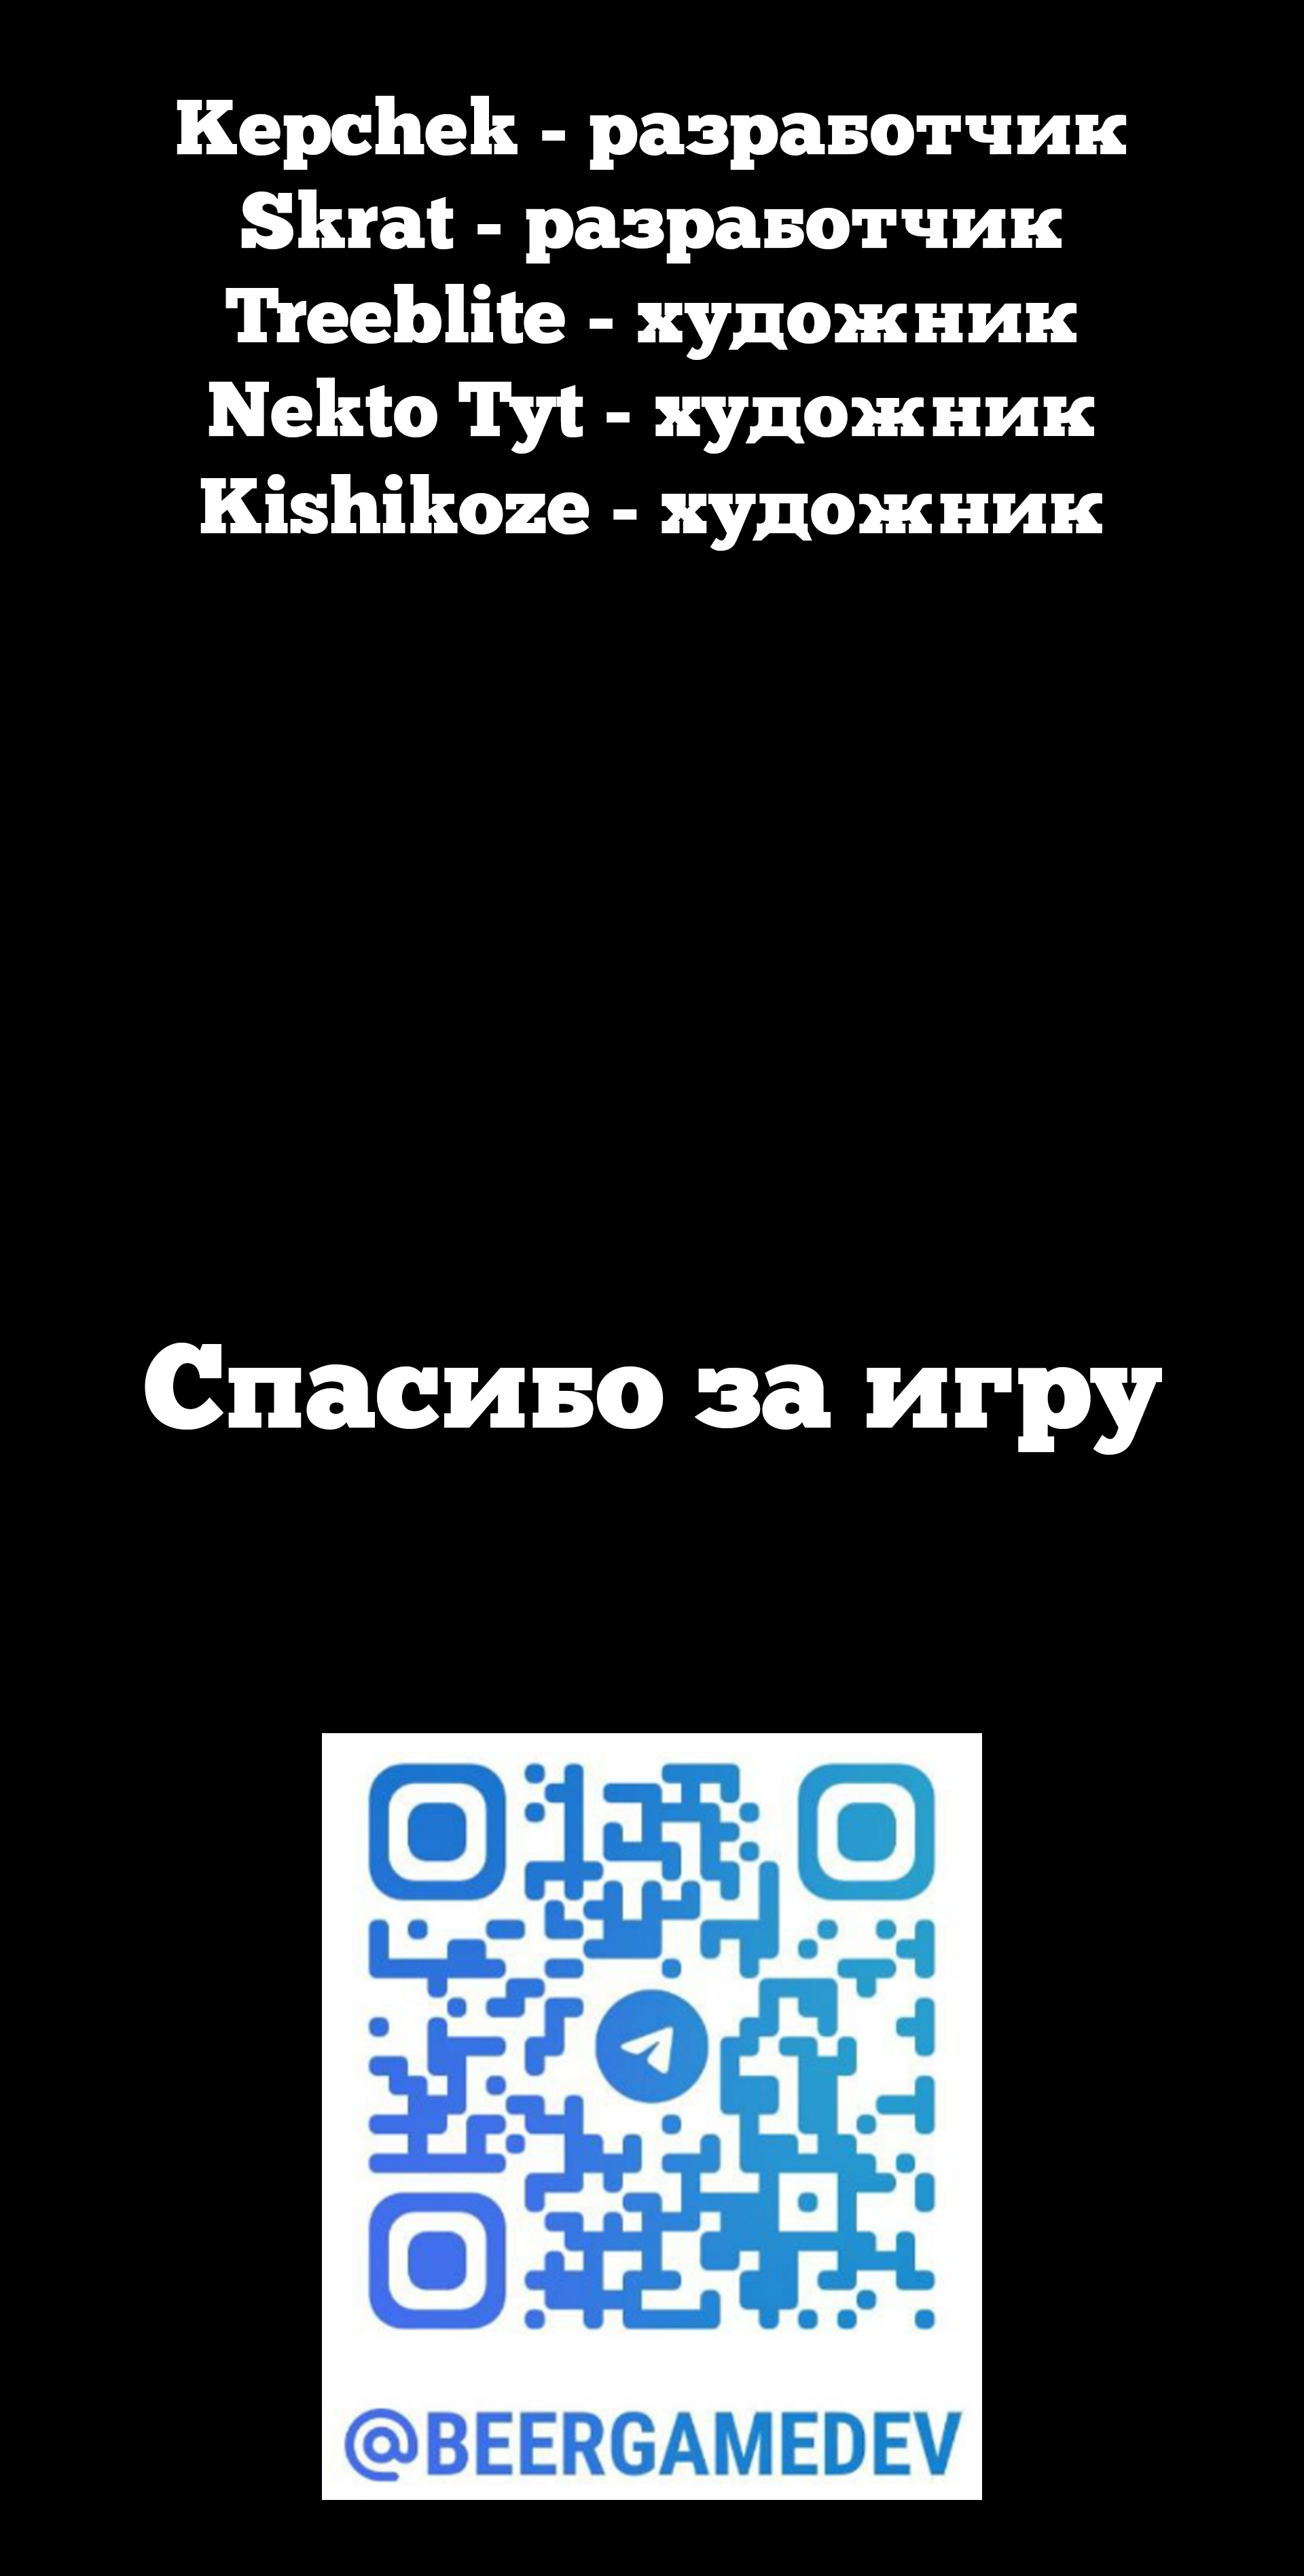 Kepchek - разработчик
Skrat - разработчик
Treeblite - художник
Nekto Tyt - художник
Kishikoze - художник
Спасибо за игру
@BEERGAMEDEV